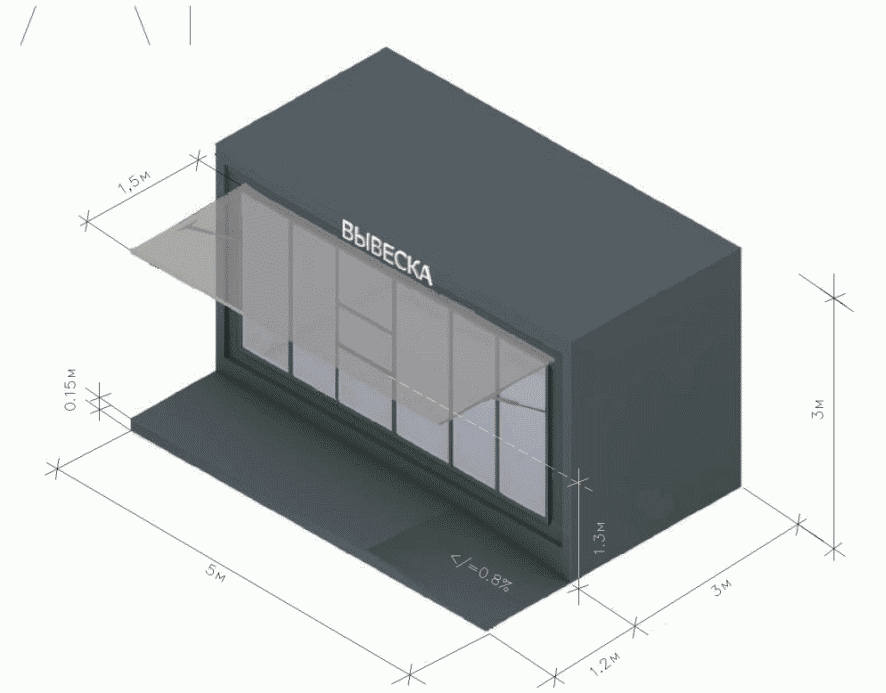 1,5м
ВЫВЕСКА
0.15м
3м
1.3м
</=0.8%
5м
3м
1.2м